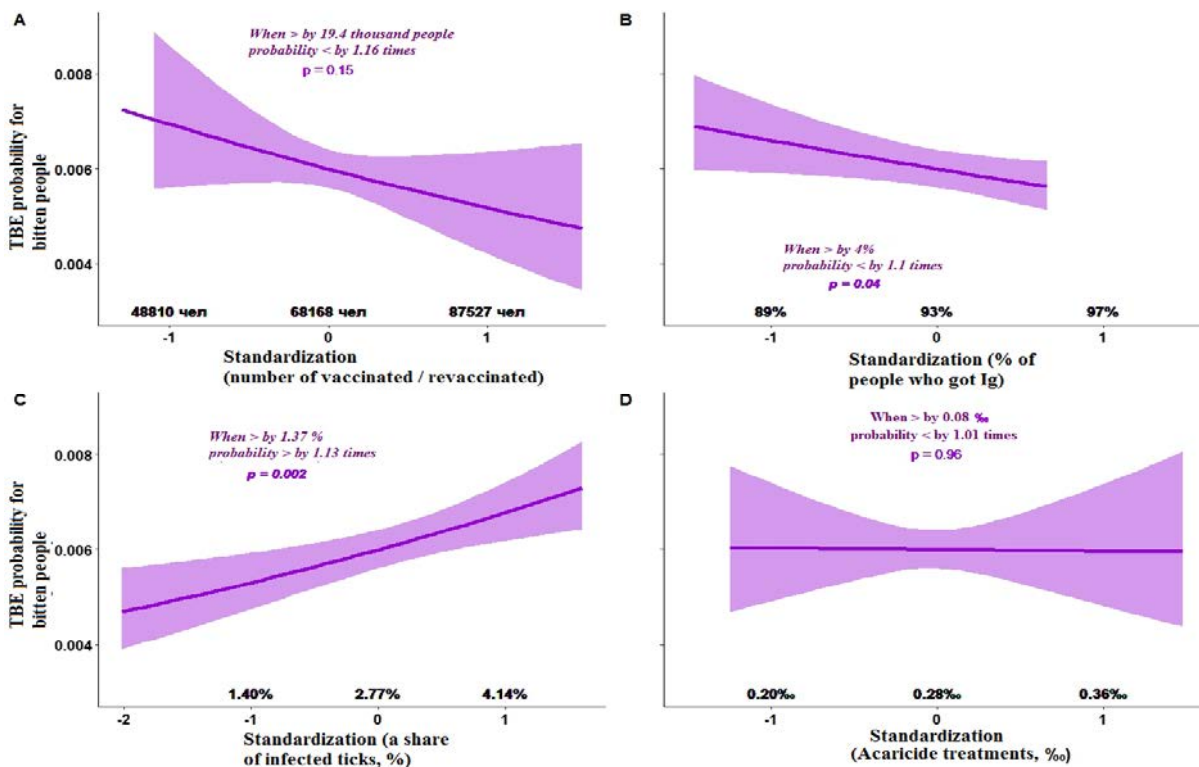 A
When > by 19.4 thousand people
probability < by 1.16 times
p = 0.15
TBE probability for
bitten people
0.008
0.006
0.004
48810 чел 68168 чел 87527 чел
-1 0 1
Standardization
(number of vaccinated / revaccinated)
B
When > by 4%
probability < by 1.1 times
p = 0.04
89% 93% 97%
-1 0 1
Standardization (% of
people who got Ig)
C
When > by 1.37 %
probability > by 1.13 times
p = 0.002
TBE probability for
bitten people
0.008
0.006
0.004
1.40% 2.77% 4.14%
-2 -1 0 1
Standardization (a share
of infected ticks, %)
D
When > by 0.08 ‰
probability < by 1.01 times
p = 0.96
0.20‰ 0.28‰ 0.36‰
-1 0 1
Standardization
(Acaricide treatments, ‰)